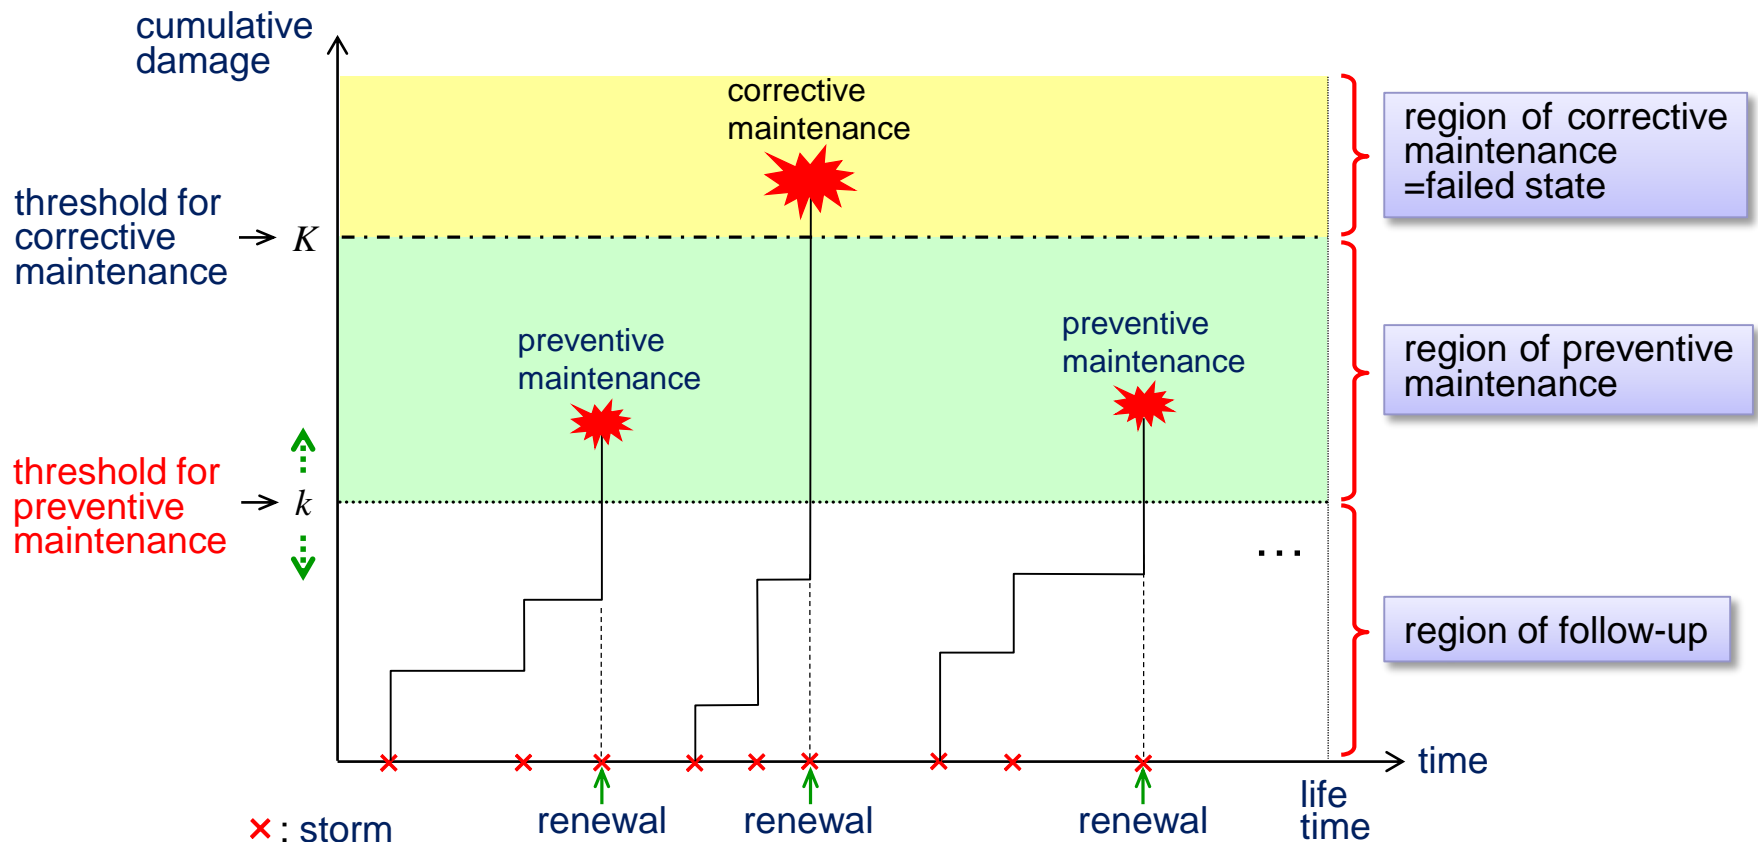 cumulative
damage
corrective
maintenance
region of corrective
maintenance
=failed state
threshold for
corrective
maintenance
K
preventive
maintenance
preventive
maintenance
region of preventive
maintenance
threshold for
preventive
maintenance
k
...
region of follow-up
time
life
time
renewal
renewal
renewal
× : storm